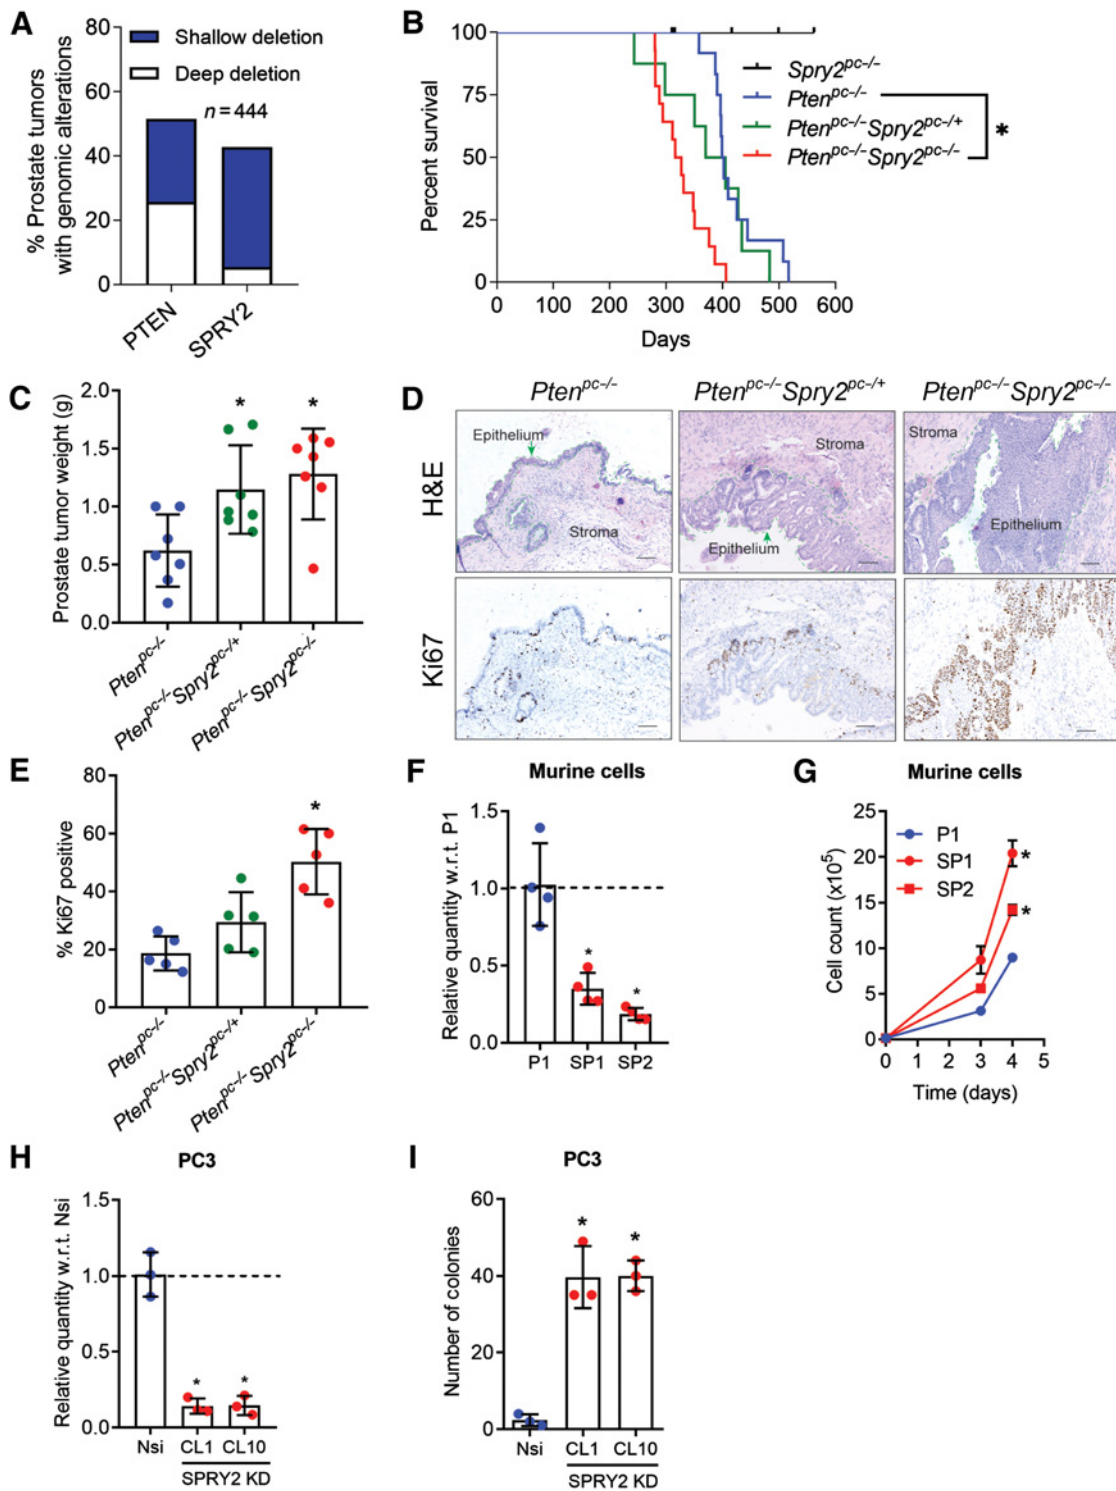 A
% Prostate tumors
with genomic alterations
80
60
40
20
0
Shallow deletion
Deep deletion
n = 444
PTEN
SPRY2
B
Percent survival
100
75
50
25
0
0 100 200 300 400 500 600
Days
Spry2pc–/–
Ptenpc–/–
Ptenpc–/–Spry2pc–/+
Ptenpc–/–Spry2pc–/–
*
C
Prostate tumor weight (g)
2.0
1.5
1.0
0.5
0.0
* *
Ptenpc–/–
Ptenpc–/–Spry2pc–/+
Ptenpc–/–Spry2pc–/–
D
Ptenpc–/– Ptenpc–/–Spry2pc–/+ Ptenpc–/–Spry2pc–/–
H&E
Epithelium
Stroma
Stroma
Epithelium
Stroma
Epithelium
Ki67
E
% Ki67 positive
80
60
40
20
0
*
Ptenpc–/–
Ptenpc–/–Spry2pc–/+
Ptenpc–/–Spry2pc–/–
F
Murine cells
Relative quantity w.r.t. P1
1.5
1.0
0.5
0.0
* *
P1 SP1 SP2
G
Murine cells
Cell count (x10⁵)
25
20
15
10
5
0
P1
SP1
SP2
*
*
0 1 2 3 4 5
Time (days)
H
PC3
Relative quantity w.r.t. Nsi
1.5
1.0
0.5
0.0
* *
Nsi CL1 CL10
SPRY2 KD
I
PC3
Number of colonies
60
40
20
0
* *
Nsi CL1 CL10
SPRY2 KD